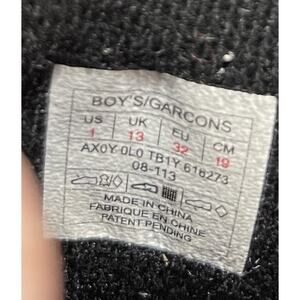 BOY'S/GARCONS
US UK EU CM
1 13 32 19
AX0Y 0L0 TB1Y 616273
08-113
MADE IN CHINA
FABRIQUE EN CHINE
PATENT PENDING